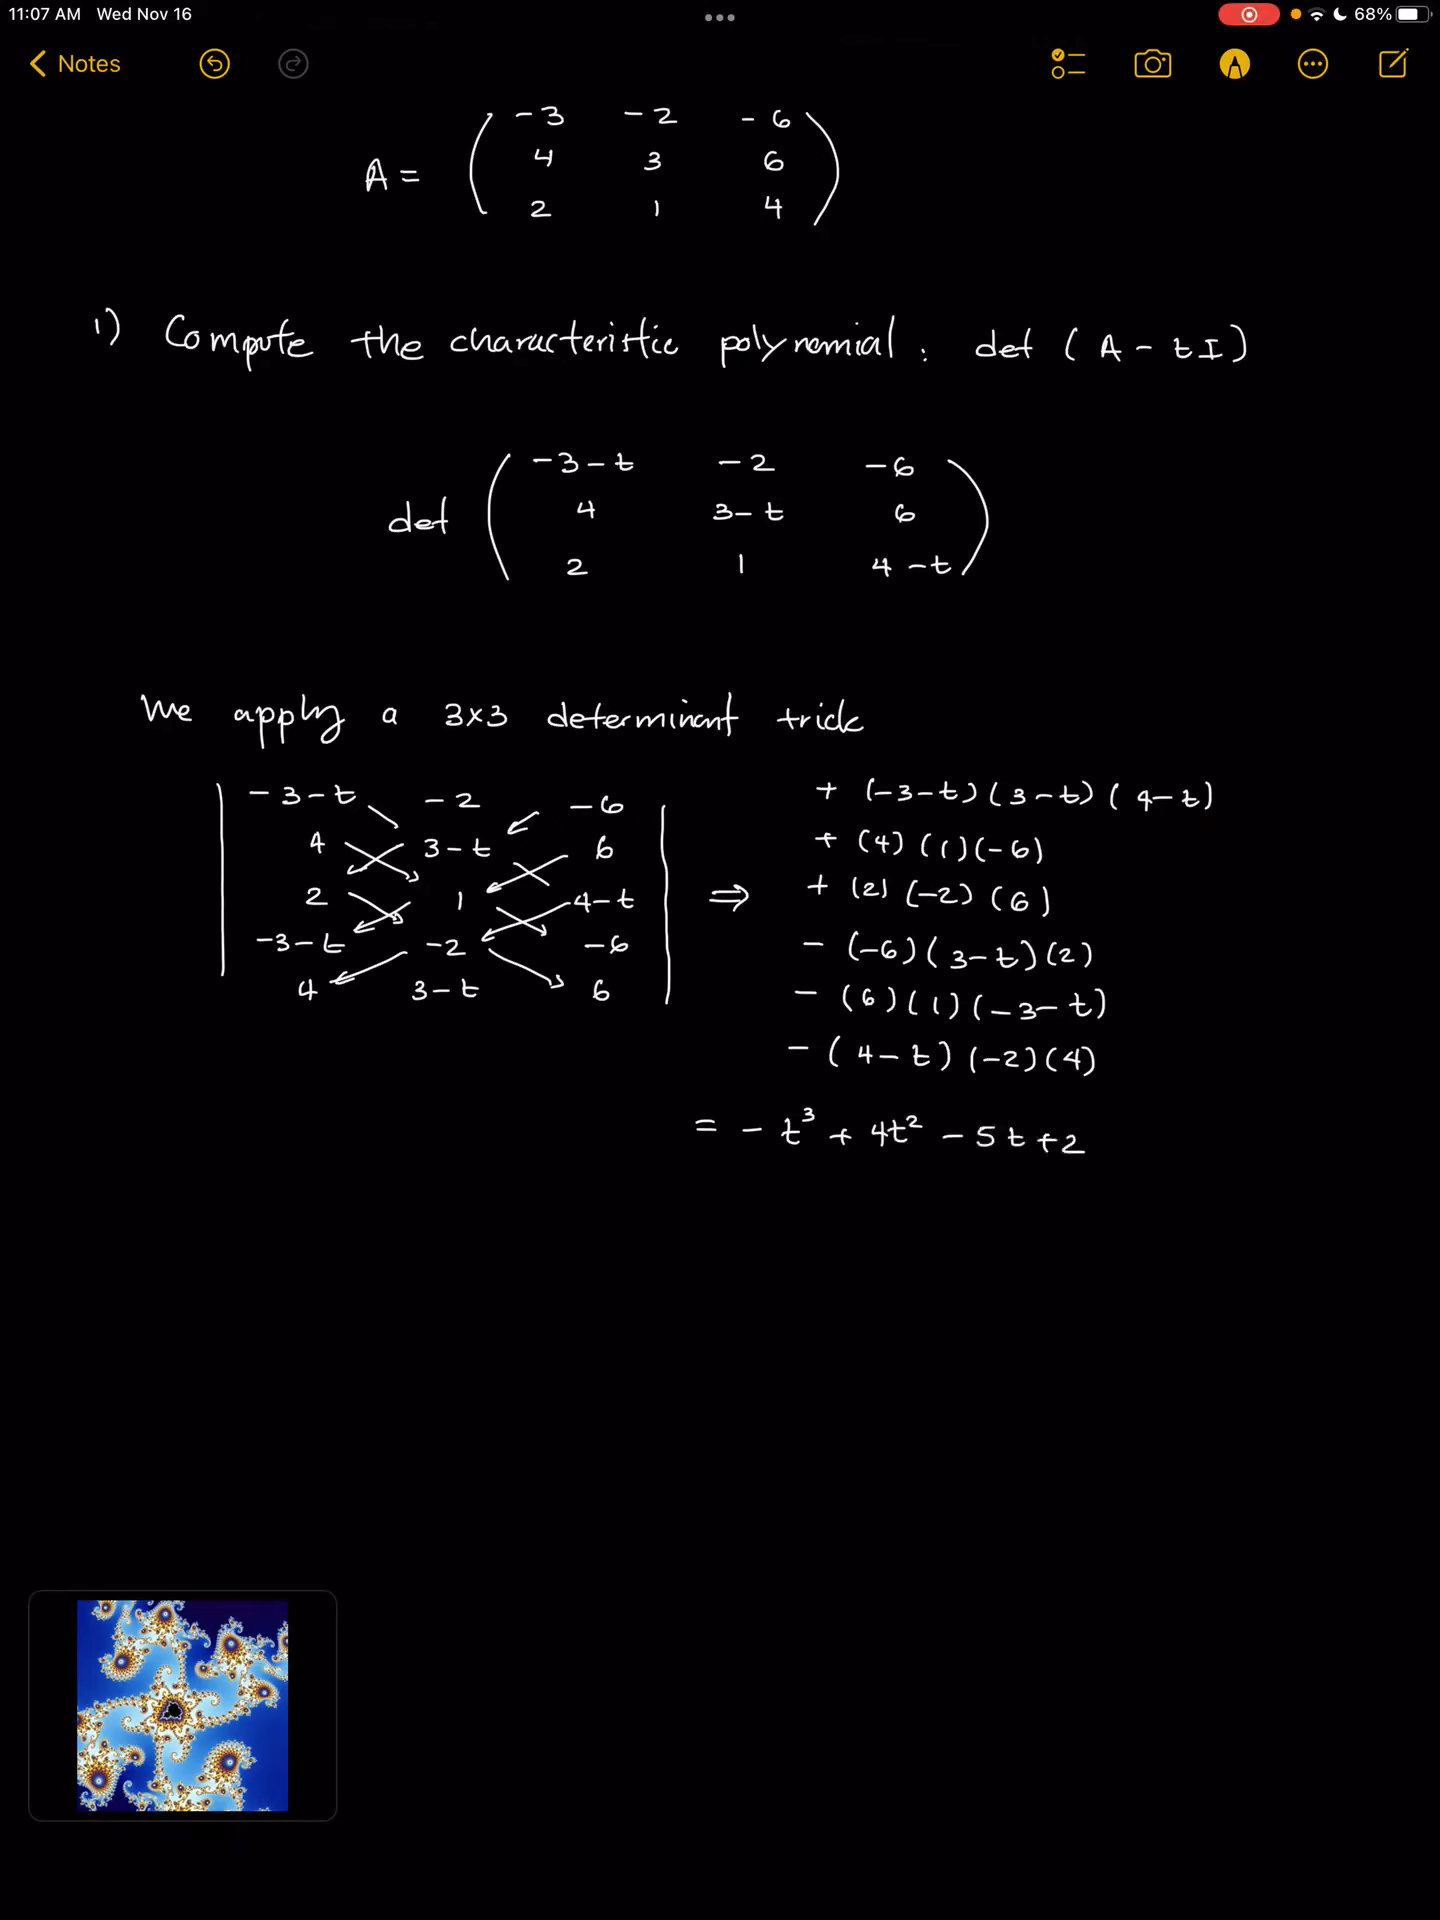 11:07 AM Wed Nov 16
68%
Notes
A = ( -3 -2 -6
4 3 6
2 1 4 )
1) Compute the characteristic polynomial : det ( A - tI )
det ( -3-t -2 -6
4 3-t 6
2 1 4-t )
We apply a 3x3 determinant trick
| -3-t -2 -6 |
4 3-t 6
2 1 4-t
-3-t -2 -6
4 3-t 6
⇒
+ (-3-t)(3-t)(4-t)
+ (4)(1)(-6)
+ (2)(-2)(6)
- (-6)(3-t)(2)
- (6)(1)(-3-t)
- (4-t)(-2)(4)
= -t³ + 4t² - 5t + 2